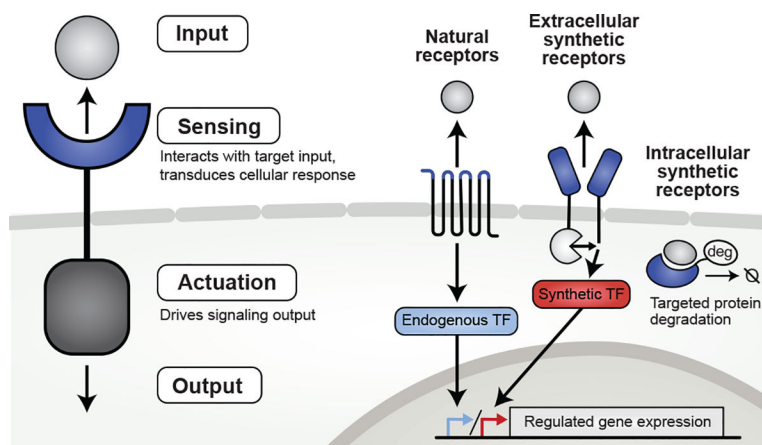 Input
Sensing
Interacts with target input,
transduces cellular response
Actuation
Drives signaling output
Output
Natural
receptors
Extracellular
synthetic
receptors
Intracellular
synthetic
receptors
deg
Targeted protein
degradation
Endogenous TF
Synthetic TF
Regulated gene expression